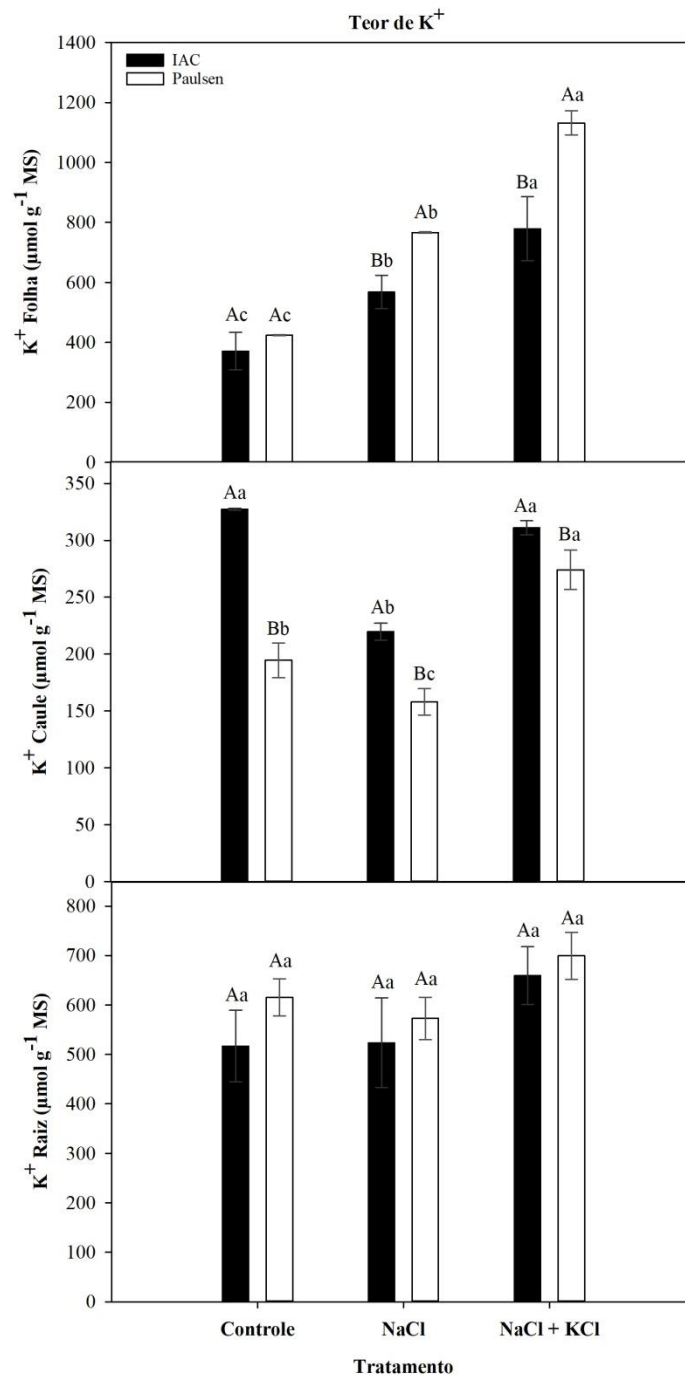 Teor de K+
IAC
Paulsen
K+ Folha (µmol g-1 MS)
1400
1200
1000
800
600
400
200
0
Ac
Ac
Bb
Ab
Ba
Aa
K+ Caule (µmol g-1 MS)
350
300
250
200
150
100
50
0
Aa
Bb
Ab
Bc
Aa
Ba
K+ Raiz (µmol g-1 MS)
800
700
600
500
400
300
200
100
0
Aa
Aa
Aa
Aa
Aa
Aa
Controle
NaCl
NaCl + KCl
Tratamento